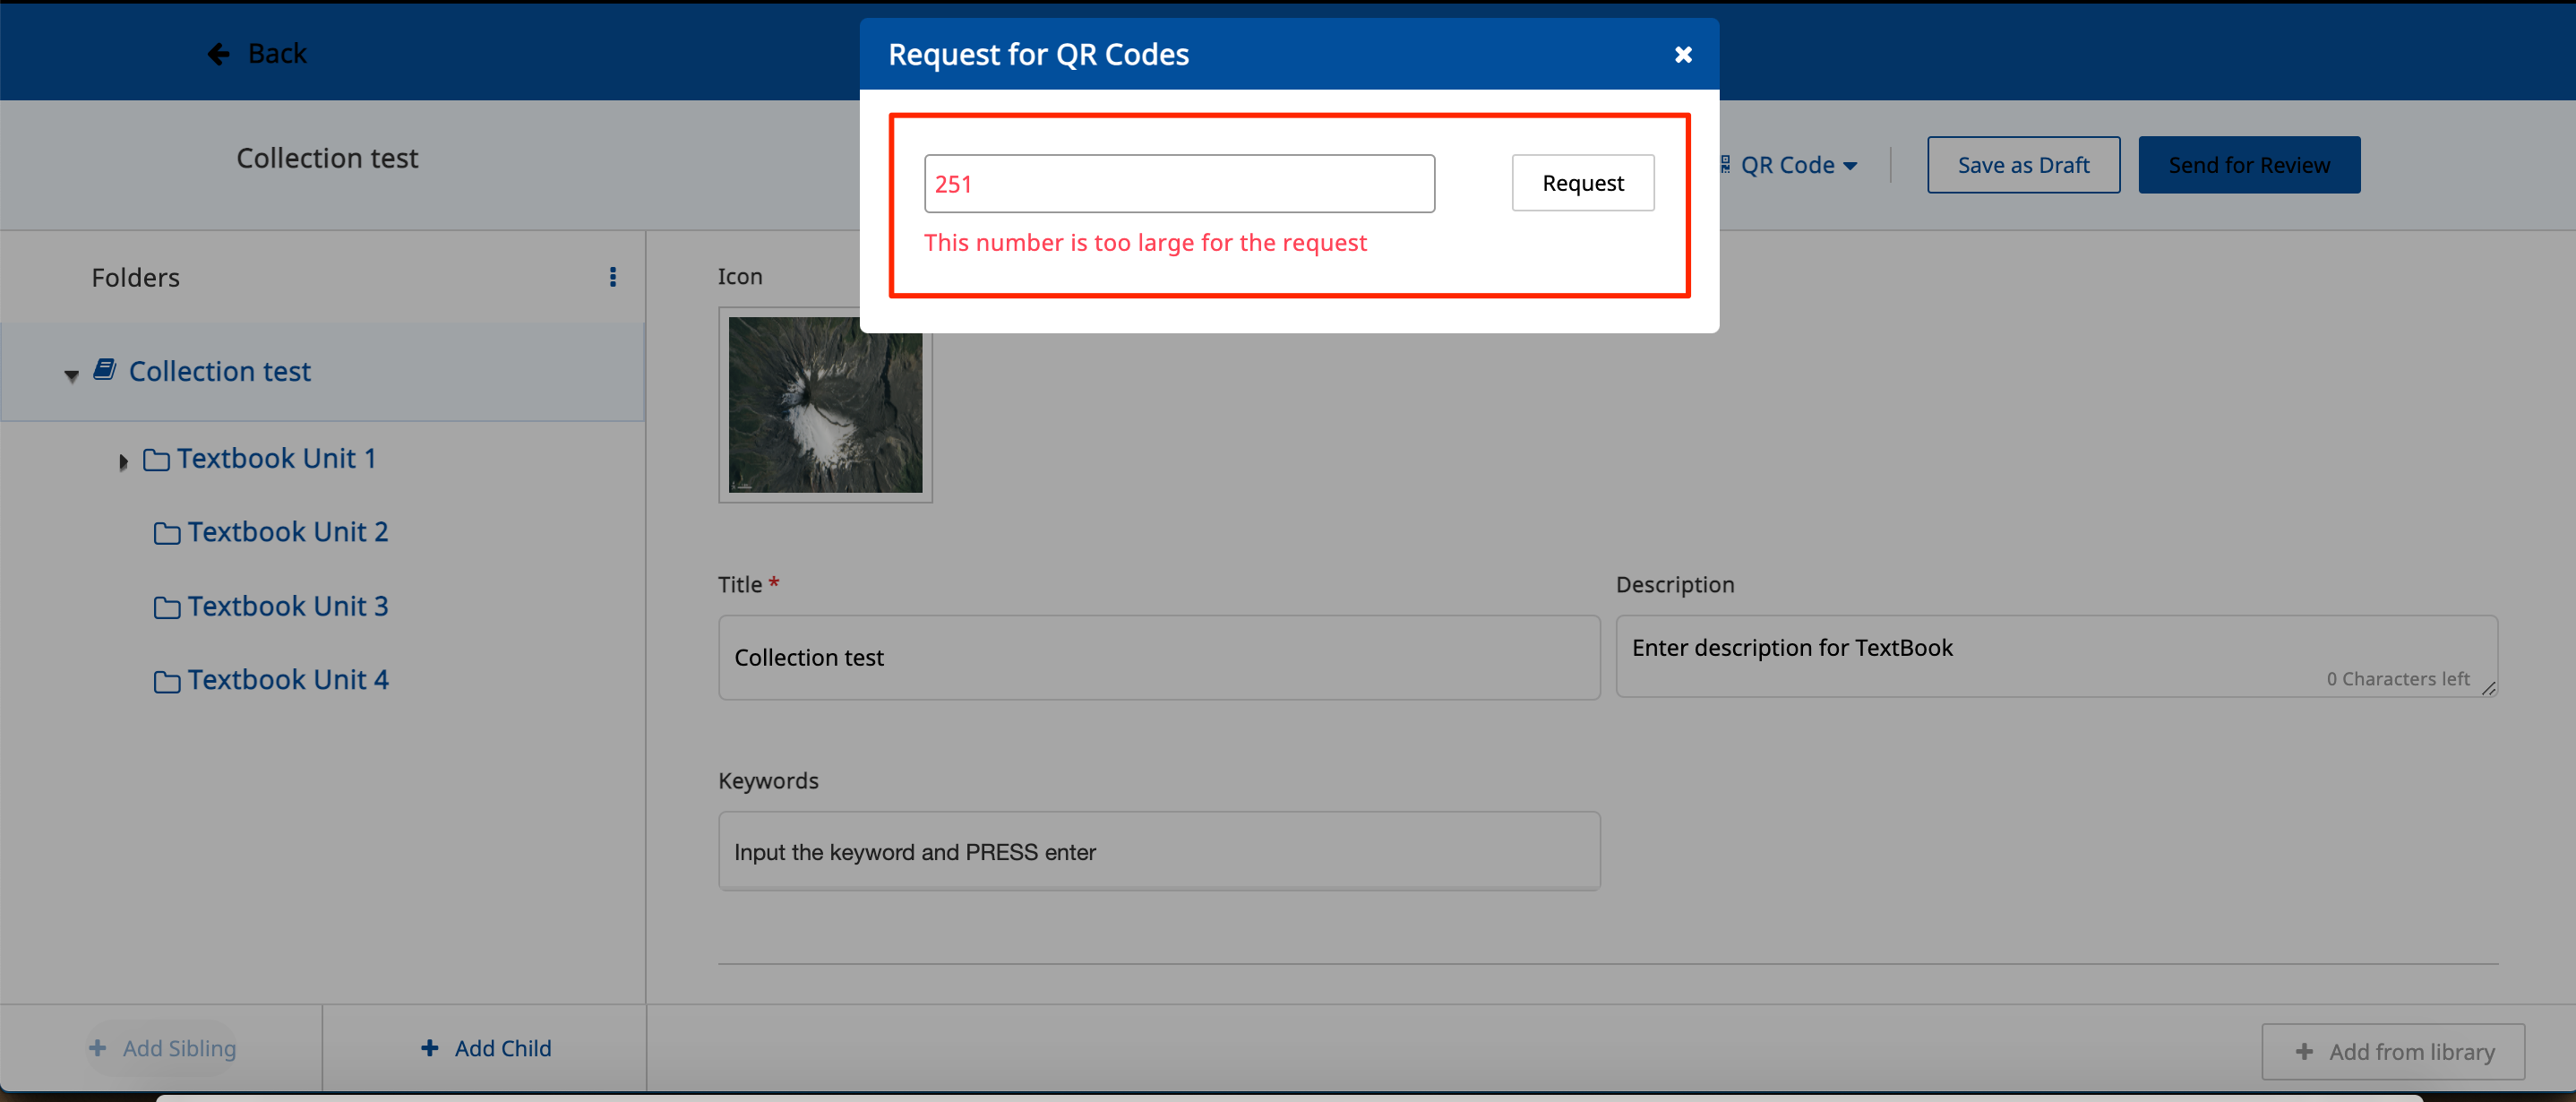 Back
Request for QR Codes
Collection test
251
Request
This number is too large for the request
QR Code
Save as Draft
Send for Review
Folders
Collection test
Textbook Unit 1
Textbook Unit 2
Textbook Unit 3
Textbook Unit 4
Icon
Title *
Collection test
Description
Enter description for TextBook
0 Characters left
Keywords
Input the keyword and PRESS enter
Add Sibling
Add Child
Add from library